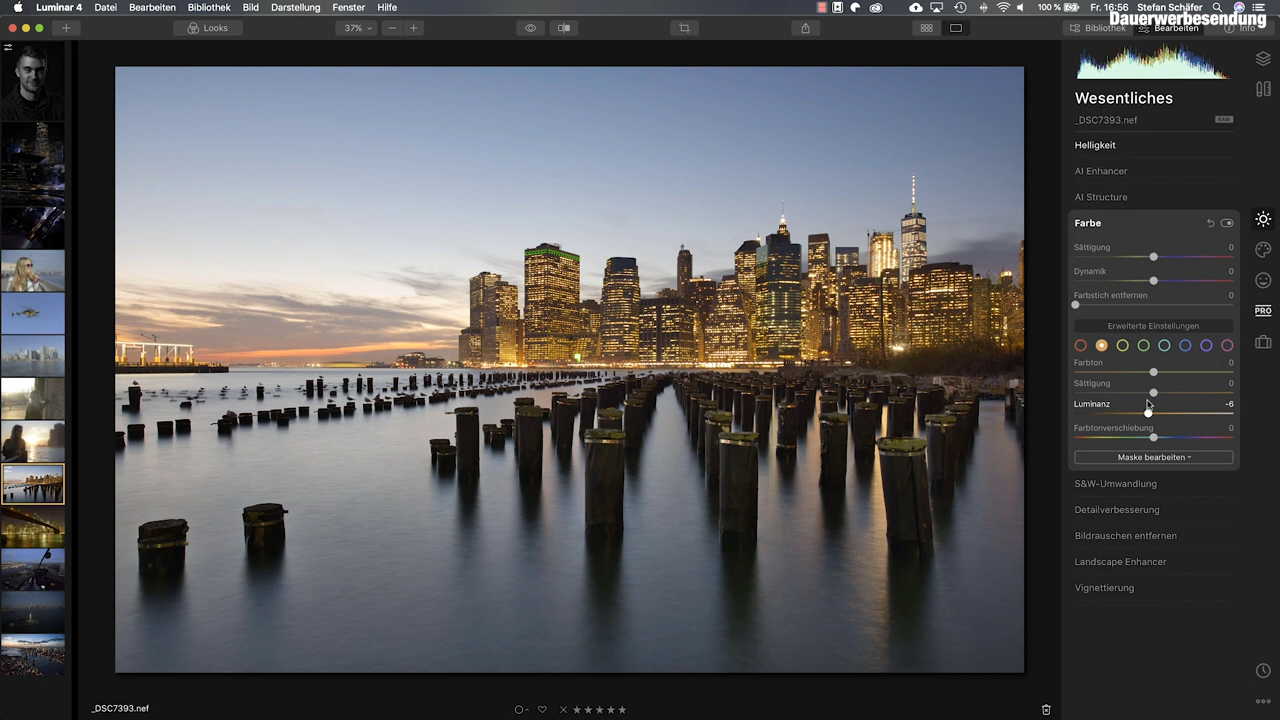 Luminar 4 Datei Bearbeiten Bibliothek Bild Darstellung Fenster Hilfe
100 % Fr. 16:56 Stefan Schäfer
Dauerwerbesendung
Looks
37%
Bibliothek
Bearbeiten
Info
Wesentliches
_DSC7393.nef
RAW
Helligkeit
AI Enhancer
AI Structure
Farbe
Sättigung 0
Dynamik 0
Farbstich entfernen 0
Erweiterte Einstellungen
Farbton 0
Sättigung 0
Luminanz -6
Farbtonverschiebung 0
Maske bearbeiten
S&W-Umwandlung
Detailverbesserung
Bildrauschen entfernen
Landscape Enhancer
Vignettierung
PRO
_DSC7393.nef